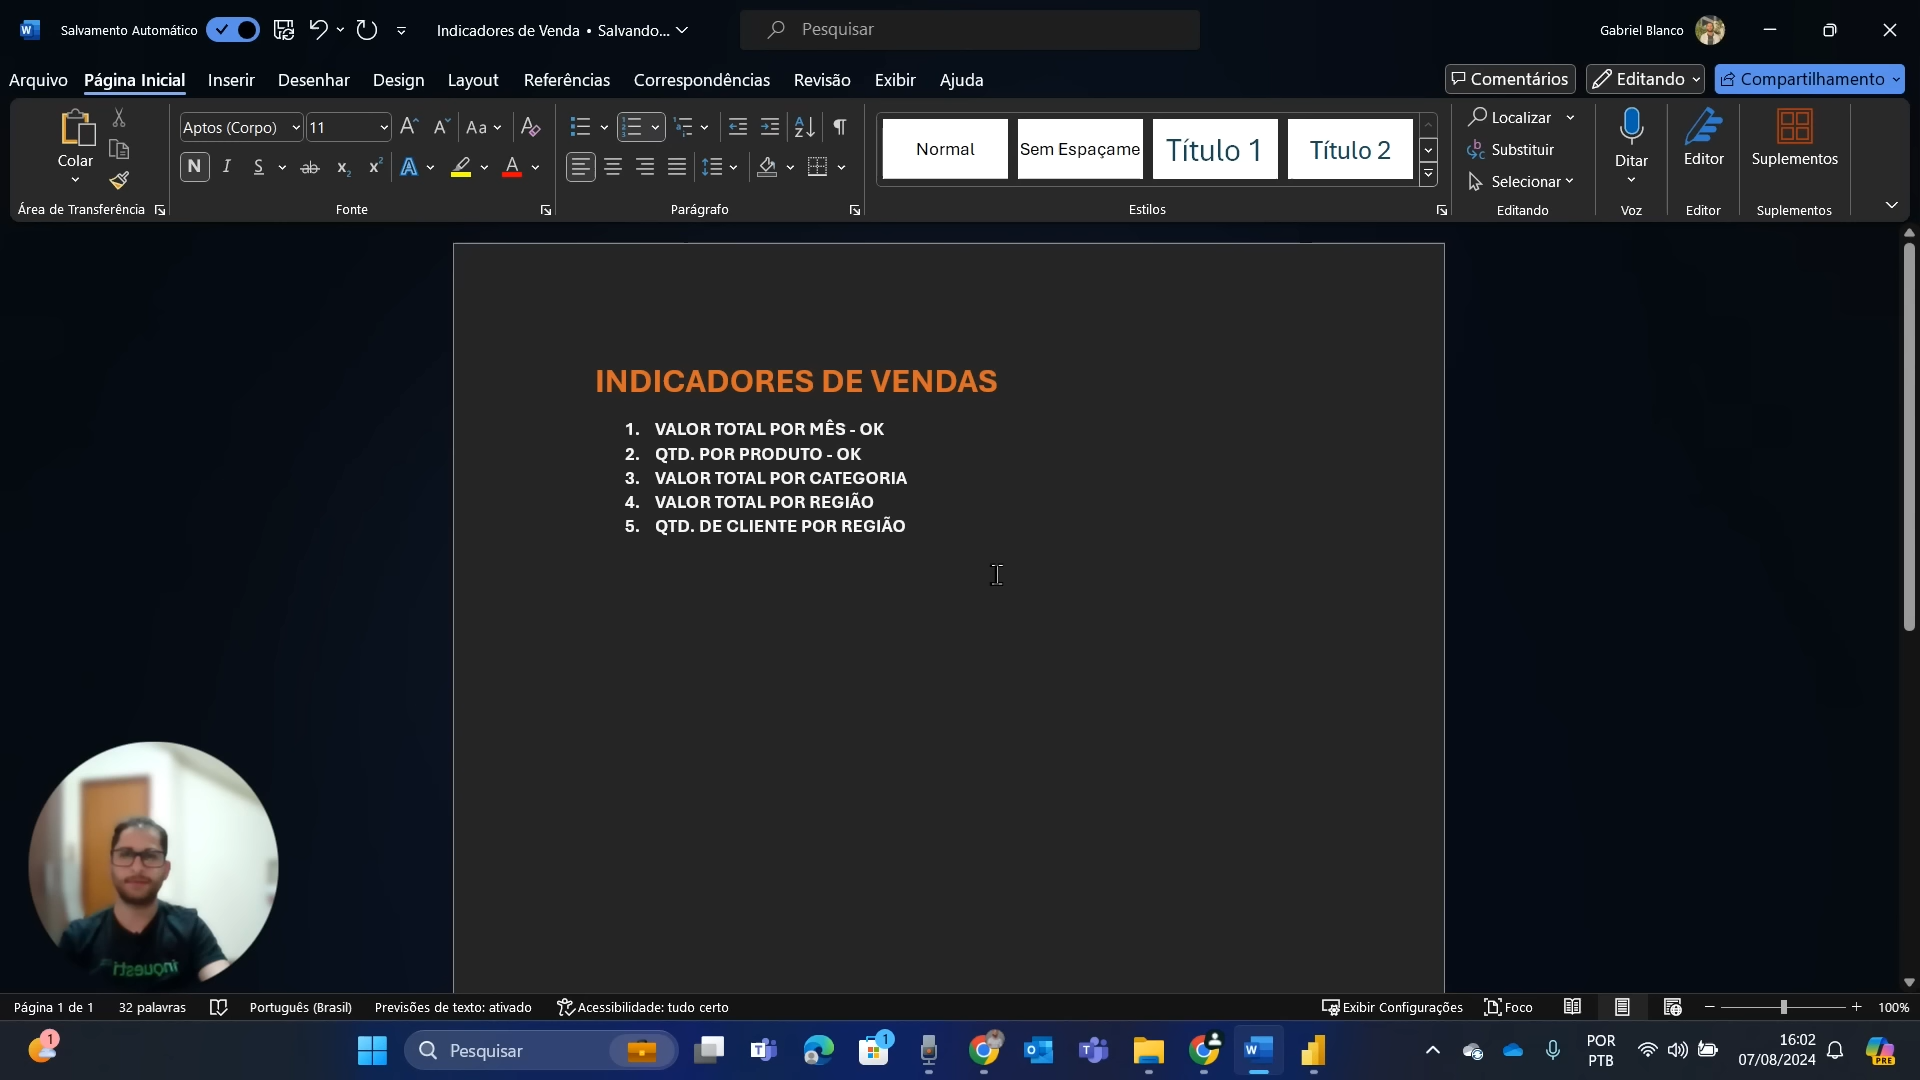 Salvamento Automático
Indicadores de Venda • Salvando...
Pesquisar
Gabriel Blanco
Arquivo
Página Inicial
Inserir
Desenhar
Design
Layout
Referências
Correspondências
Revisão
Exibir
Ajuda
Comentários
Editando
Compartilhamento
Colar
Área de Transferência
Aptos (Corpo)
11
Aa
N
I
S
ab
Fonte
Parágrafo
Normal
Sem Espaçame
Título 1
Título 2
Estilos
Localizar
Substituir
Selecionar
Editando
Ditar
Voz
Editor
Editor
Suplementos
Suplementos
INDICADORES DE VENDAS
1. VALOR TOTAL POR MÊS - OK
2. QTD. POR PRODUTO - OK
3. VALOR TOTAL POR CATEGORIA
4. VALOR TOTAL POR REGIÃO
5. QTD. DE CLIENTE POR REGIÃO
Página 1 de 1
32 palavras
Português (Brasil)
Previsões de texto: ativado
Acessibilidade: tudo certo
Exibir Configurações
Foco
100%
1
Pesquisar
1
POR
PTB
16:02
07/08/2024
PRE